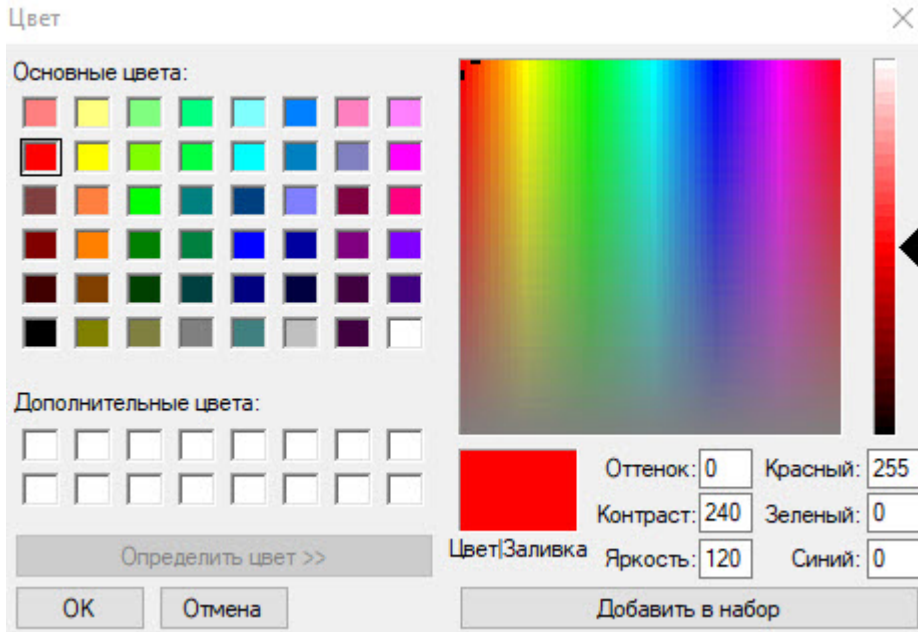 Цвет
Основные цвета:
Дополнительные цвета:
Определить цвет >>
ОК
Отмена
Цвет|Заливка
Оттенок: 0
Контраст: 240
Яркость: 120
Красный: 255
Зеленый: 0
Синий: 0
Добавить в набор